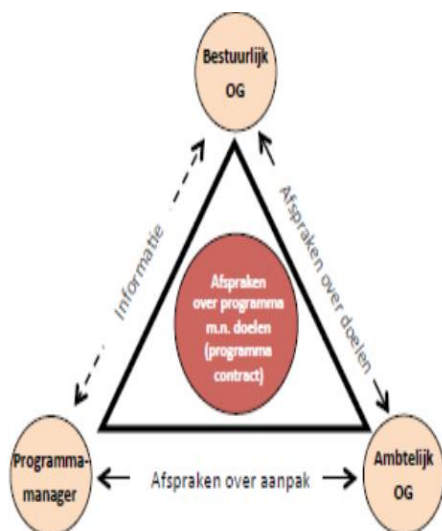 Bestuurlijk
OG
Informatie
Afspraken over doelen
Afspraken
over programma
m.n. doelen
(programma
contract)
Programma-
manager
Afspraken over aanpak
Ambtelijk
OG